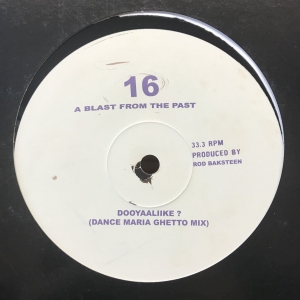 16
A BLAST FROM THE PAST
33.3 RPM
PRODUCED BY
ROD BAKSTEEN
DOOYAALIIKE ?
(DANCE MARIA GHETTO MIX)